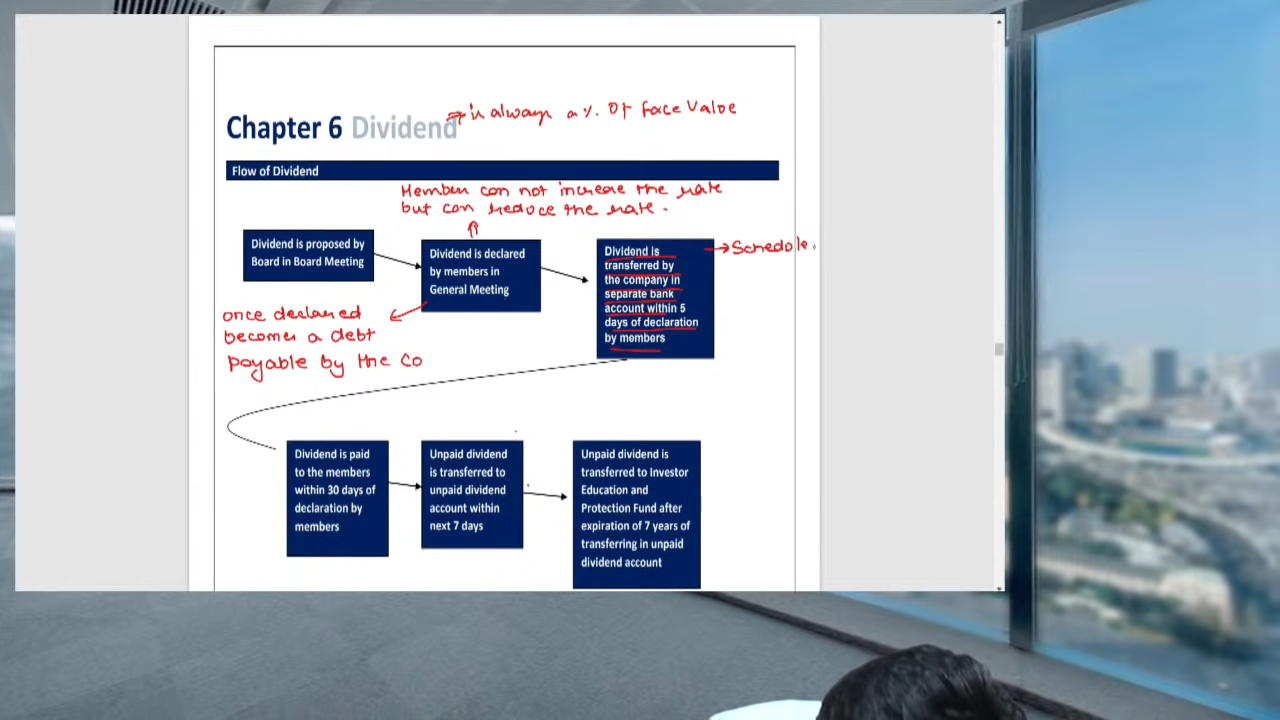 ⇒ is always a %. Of Face Value
Chapter 6 Dividend
Flow of Dividend
Member can not increase the rate
but can reduce the rate.
Dividend is proposed by
Board in Board Meeting
Dividend is declared
by members in
General Meeting
Dividend is
transferred by
the company in
separate bank
account within 5
days of declaration
by members
→Schedule.
once declared
becomes a debt
payable by the Co
Dividend is paid
to the members
within 30 days of
declaration by
members
Unpaid dividend
is transferred to
unpaid dividend
account within
next 7 days
Unpaid dividend is
transferred to Investor
Education and
Protection Fund after
expiration of 7 years of
transferring in unpaid
dividend account